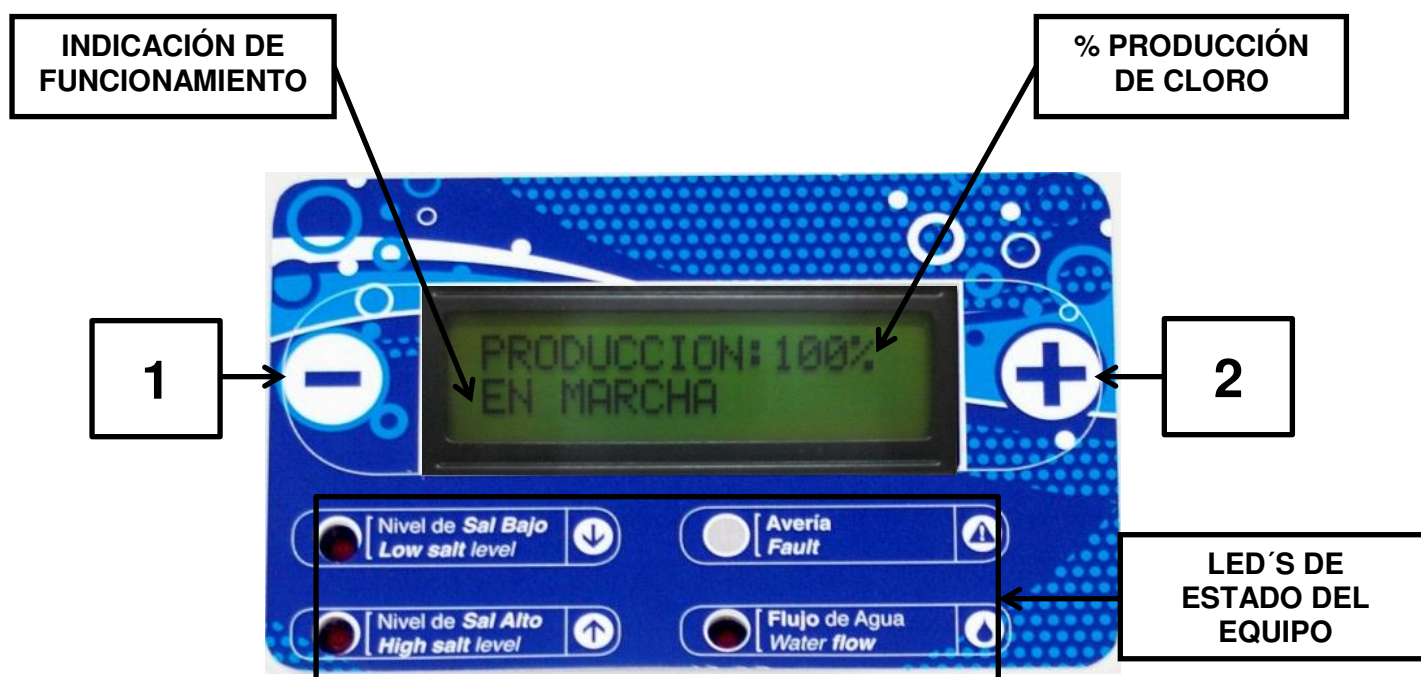 INDICACIÓN DE
FUNCIONAMIENTO
% PRODUCCIÓN
DE CLORO
1
PRODUCCION:100%
EN MARCHA
2
Nivel de Sal Bajo
Low salt level
Avería
Fault
Nivel de Sal Alto
High salt level
Flujo de Agua
Water flow
LED´S DE
ESTADO DEL
EQUIPO